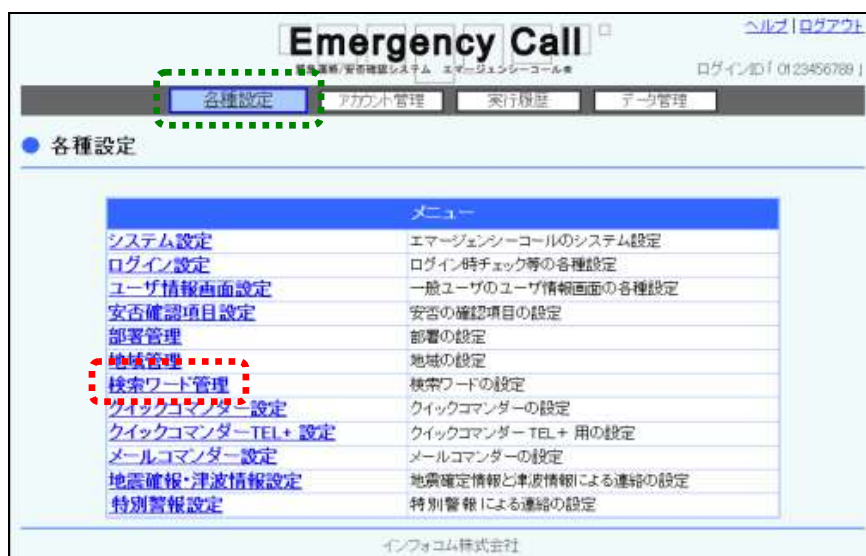 ヘルプ|ログアウト
Emergency Call
緊急連絡/安否確認システム エマージェンシーコール®
ログインID「0123456789」
各種設定 アカウント管理 実行履歴 データ管理
● 各種設定
メニュー
システム設定 エマージェンシーコールのシステム設定
ログイン設定 ログイン時チェック等の各種設定
ユーザ情報画面設定 一般ユーザのユーザ情報画面の各種設定
安否確認項目設定 安否の確認項目の設定
部署管理 部署の設定
地域管理 地域の設定
検索ワード管理 検索ワードの設定
クイックコマンダー設定 クイックコマンダーの設定
クイックコマンダーTEL+ 設定 クイックコマンダー TEL+ 用の設定
メールコマンダー設定 メールコマンダーの設定
地震確報・津波情報設定 地震確定情報と津波情報による連絡の設定
特別警報設定 特別警報による連絡の設定
インフォコム株式会社